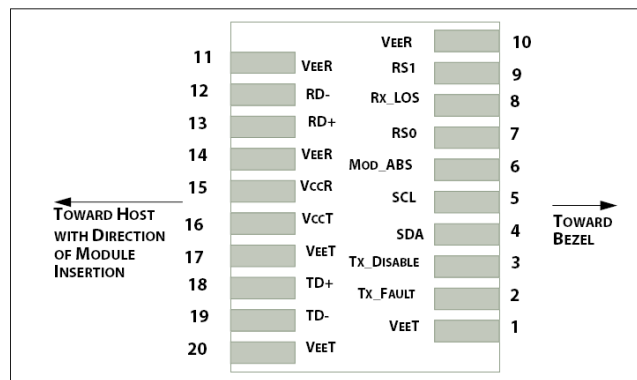 11 VEER
12 RD-
13 RD+
14 VEER
15 VCCR
16 VCCT
17 VEET
18 TD+
19 TD-
20 VEET
VEER 10
RS1 9
RX_LOS 8
RS0 7
MOD_ABS 6
SCL 5
SDA 4
TX_DISABLE 3
TX_FAULT 2
VEET 1
TOWARD HOST
WITH DIRECTION
OF MODULE
INSERTION
TOWARD
BEZEL